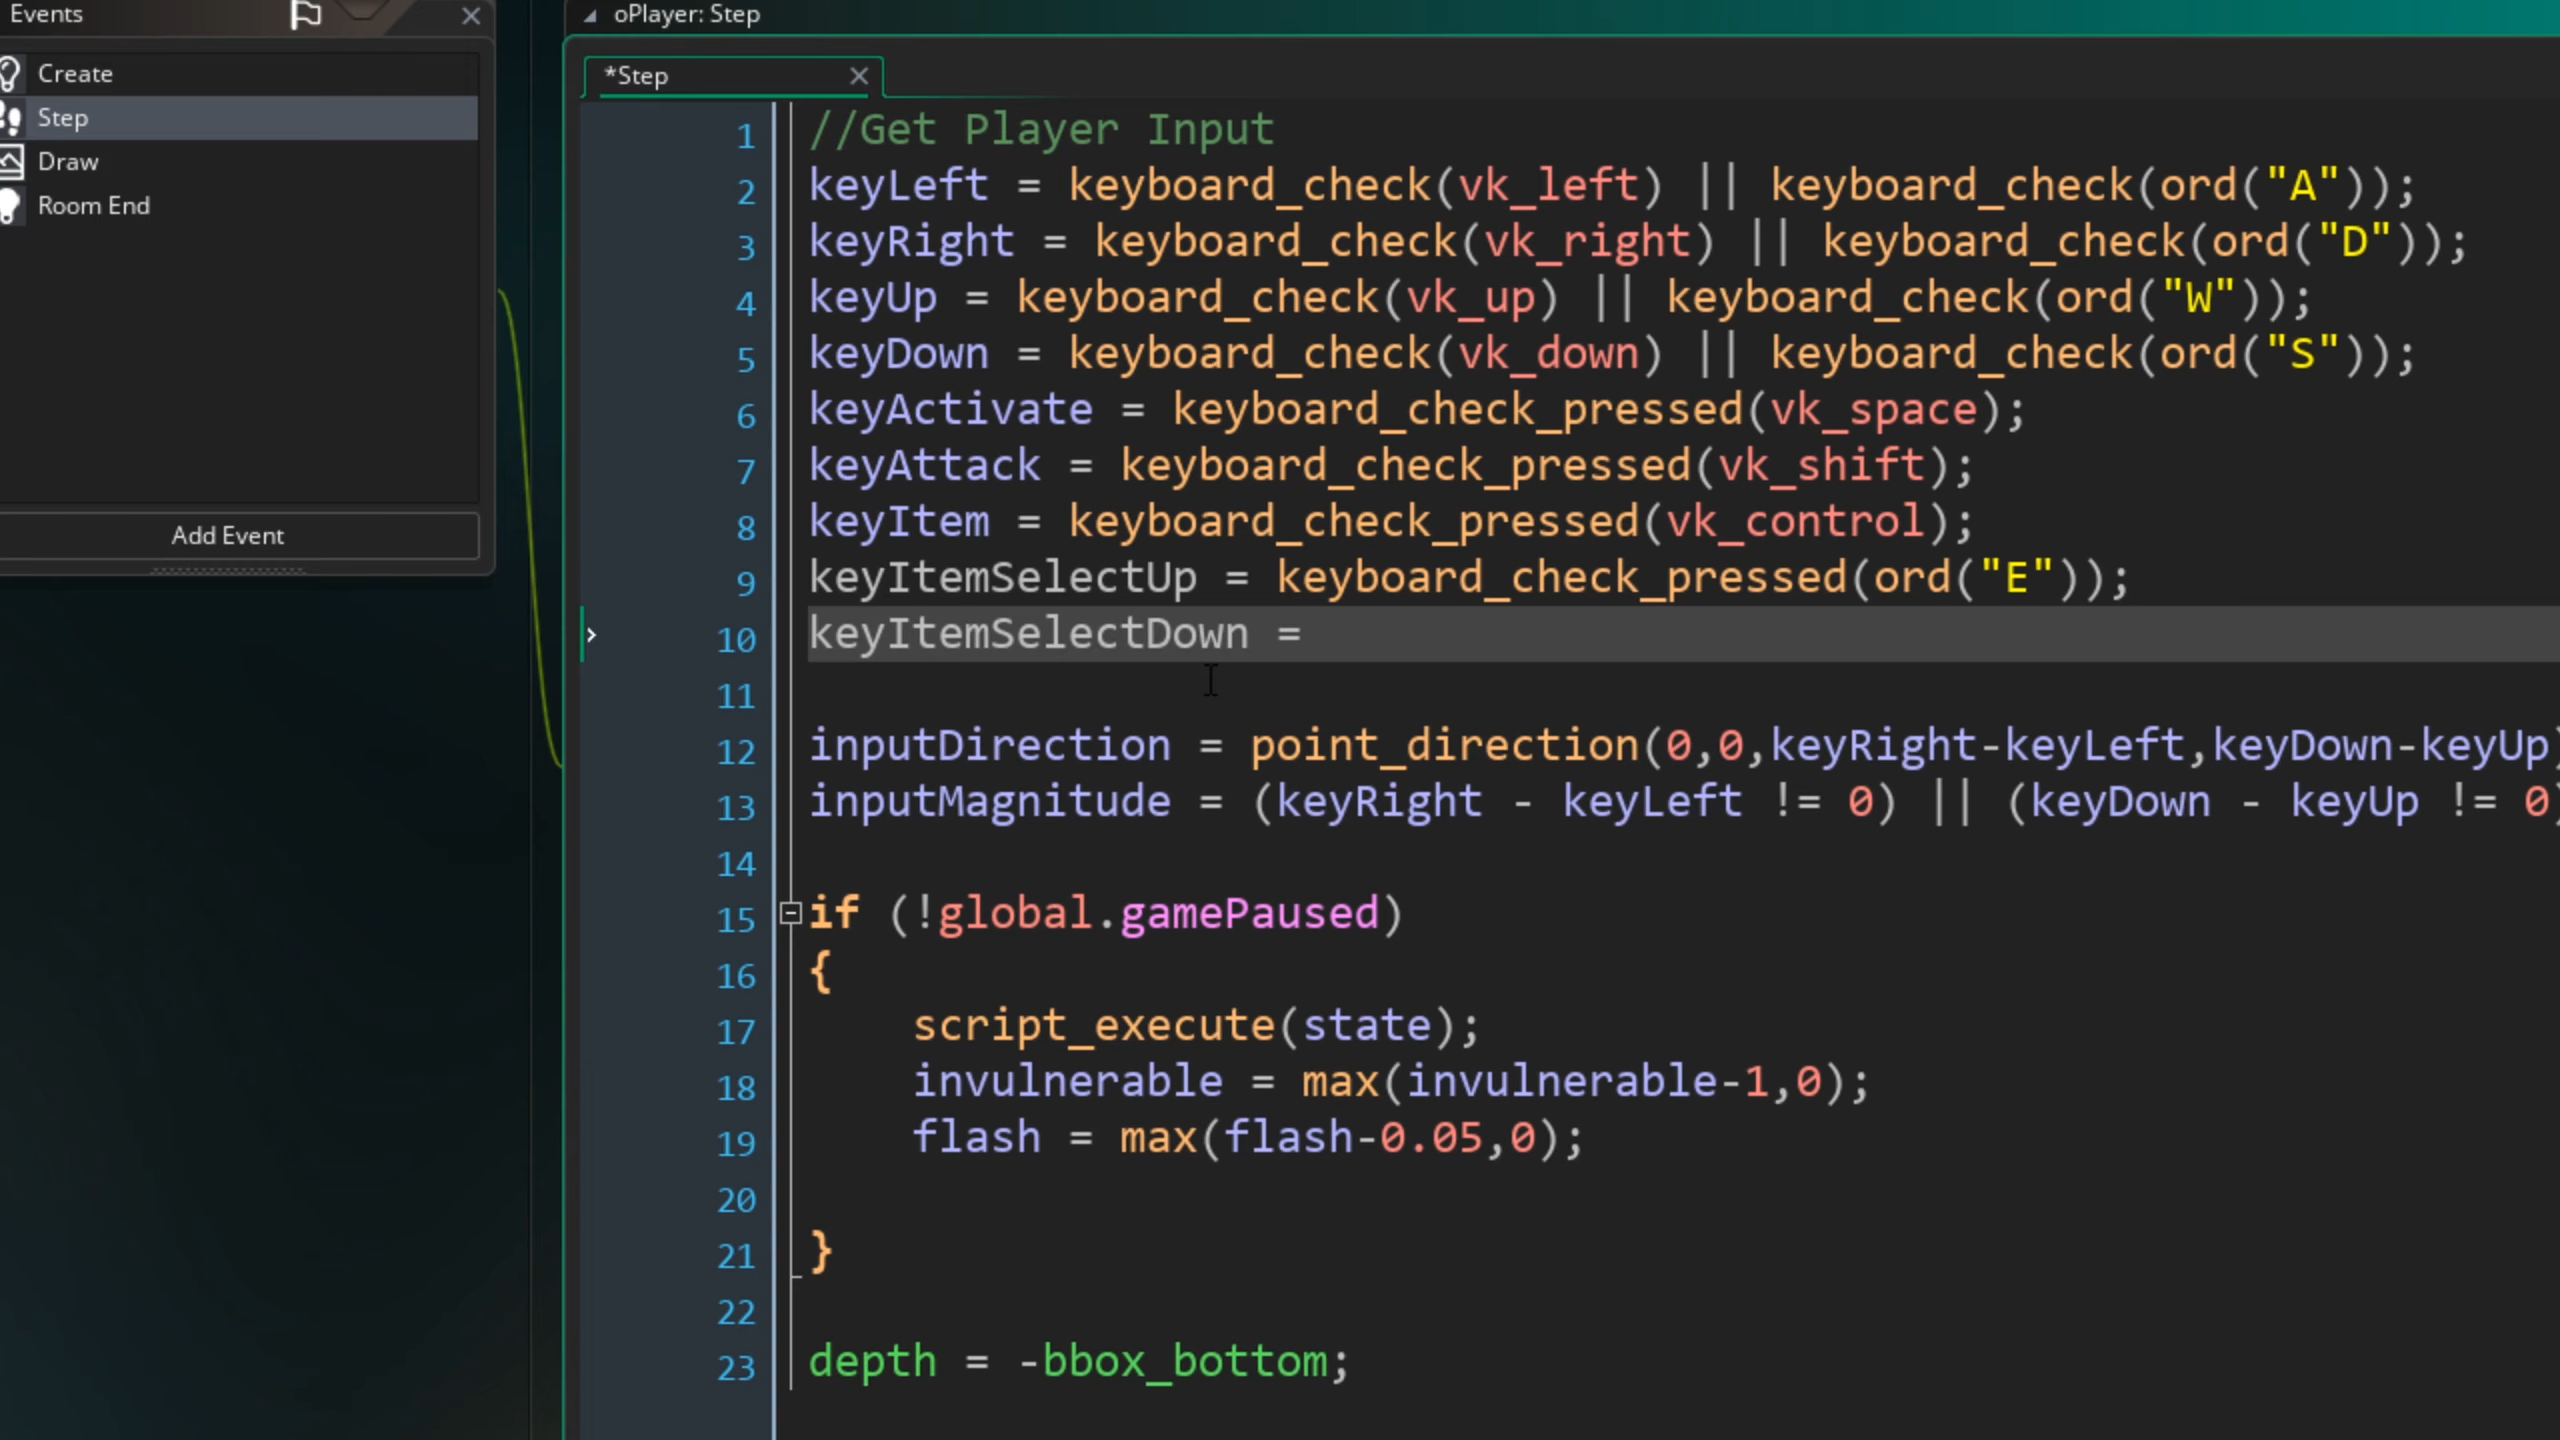 Events
Create
Step
Draw
Room End
Add Event
oPlayer: Step
*Step
1 //Get Player Input
2 keyLeft = keyboard_check(vk_left) || keyboard_check(ord("A"));
3 keyRight = keyboard_check(vk_right) || keyboard_check(ord("D"));
4 keyUp = keyboard_check(vk_up) || keyboard_check(ord("W"));
5 keyDown = keyboard_check(vk_down) || keyboard_check(ord("S"));
6 keyActivate = keyboard_check_pressed(vk_space);
7 keyAttack = keyboard_check_pressed(vk_shift);
8 keyItem = keyboard_check_pressed(vk_control);
9 keyItemSelectUp = keyboard_check_pressed(ord("E"));
10 keyItemSelectDown =
11
12 inputDirection = point_direction(0,0,keyRight-keyLeft,keyDown-keyUp)
13 inputMagnitude = (keyRight - keyLeft != 0) || (keyDown - keyUp != 0)
14
15 if (!global.gamePaused)
16 {
17 script_execute(state);
18 invulnerable = max(invulnerable-1,0);
19 flash = max(flash-0.05,0);
20
21 }
22
23 depth = -bbox_bottom;